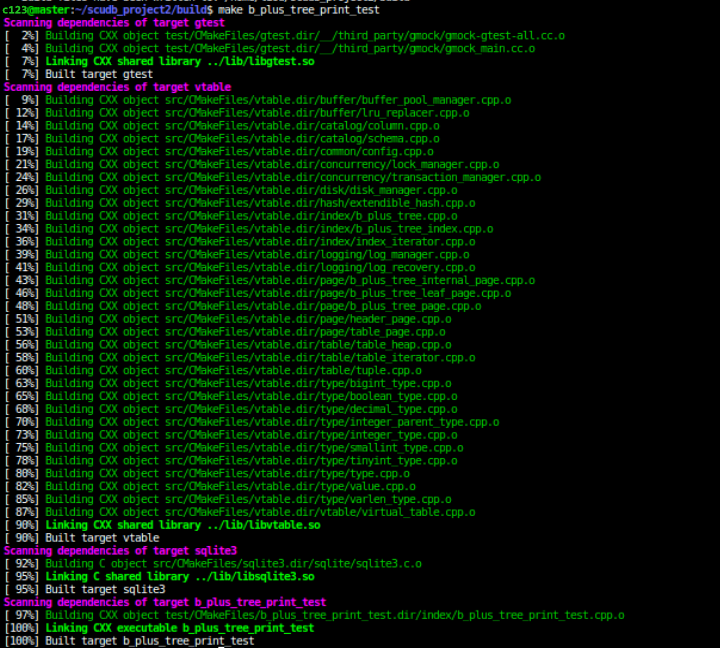 c123@master:~/scudb_project2/build$ make b_plus_tree_print_test
Scanning dependencies of target gtest
[  2%] Building CXX object test/CMakeFiles/gtest.dir/__/third_party/gmock/gmock-gtest-all.cc.o
[  4%] Building CXX object test/CMakeFiles/gtest.dir/__/third_party/gmock/gmock_main.cc.o
[  7%] Linking CXX shared library ../lib/libgtest.so
[  7%] Built target gtest
Scanning dependencies of target vtable
[  9%] Building CXX object src/CMakeFiles/vtable.dir/buffer/buffer_pool_manager.cpp.o
[ 12%] Building CXX object src/CMakeFiles/vtable.dir/buffer/lru_replacer.cpp.o
[ 14%] Building CXX object src/CMakeFiles/vtable.dir/catalog/column.cpp.o
[ 17%] Building CXX object src/CMakeFiles/vtable.dir/catalog/schema.cpp.o
[ 19%] Building CXX object src/CMakeFiles/vtable.dir/common/config.cpp.o
[ 21%] Building CXX object src/CMakeFiles/vtable.dir/concurrency/lock_manager.cpp.o
[ 24%] Building CXX object src/CMakeFiles/vtable.dir/concurrency/transaction_manager.cpp.o
[ 26%] Building CXX object src/CMakeFiles/vtable.dir/disk/disk_manager.cpp.o
[ 29%] Building CXX object src/CMakeFiles/vtable.dir/hash/extendible_hash.cpp.o
[ 31%] Building CXX object src/CMakeFiles/vtable.dir/index/b_plus_tree.cpp.o
[ 34%] Building CXX object src/CMakeFiles/vtable.dir/index/b_plus_tree_index.cpp.o
[ 36%] Building CXX object src/CMakeFiles/vtable.dir/index/index_iterator.cpp.o
[ 39%] Building CXX object src/CMakeFiles/vtable.dir/logging/log_manager.cpp.o
[ 41%] Building CXX object src/CMakeFiles/vtable.dir/logging/log_recovery.cpp.o
[ 43%] Building CXX object src/CMakeFiles/vtable.dir/page/b_plus_tree_internal_page.cpp.o
[ 46%] Building CXX object src/CMakeFiles/vtable.dir/page/b_plus_tree_leaf_page.cpp.o
[ 48%] Building CXX object src/CMakeFiles/vtable.dir/page/b_plus_tree_page.cpp.o
[ 51%] Building CXX object src/CMakeFiles/vtable.dir/page/header_page.cpp.o
[ 53%] Building CXX object src/CMakeFiles/vtable.dir/page/table_page.cpp.o
[ 56%] Building CXX object src/CMakeFiles/vtable.dir/table/table_heap.cpp.o
[ 58%] Building CXX object src/CMakeFiles/vtable.dir/table/table_iterator.cpp.o
[ 60%] Building CXX object src/CMakeFiles/vtable.dir/table/tuple.cpp.o
[ 63%] Building CXX object src/CMakeFiles/vtable.dir/type/bigint_type.cpp.o
[ 65%] Building CXX object src/CMakeFiles/vtable.dir/type/boolean_type.cpp.o
[ 68%] Building CXX object src/CMakeFiles/vtable.dir/type/decimal_type.cpp.o
[ 70%] Building CXX object src/CMakeFiles/vtable.dir/type/integer_parent_type.cpp.o
[ 73%] Building CXX object src/CMakeFiles/vtable.dir/type/integer_type.cpp.o
[ 75%] Building CXX object src/CMakeFiles/vtable.dir/type/smallint_type.cpp.o
[ 78%] Building CXX object src/CMakeFiles/vtable.dir/type/tinyint_type.cpp.o
[ 80%] Building CXX object src/CMakeFiles/vtable.dir/type/type.cpp.o
[ 82%] Building CXX object src/CMakeFiles/vtable.dir/type/value.cpp.o
[ 85%] Building CXX object src/CMakeFiles/vtable.dir/type/varlen_type.cpp.o
[ 87%] Building CXX object src/CMakeFiles/vtable.dir/vtable/virtual_table.cpp.o
[ 90%] Linking CXX shared library ../lib/libvtable.so
[ 90%] Built target vtable
Scanning dependencies of target sqlite3
[ 92%] Building C object src/CMakeFiles/sqlite3.dir/sqlite/sqlite3.c.o
[ 95%] Linking C shared library ../lib/libsqlite3.so
[ 95%] Built target sqlite3
Scanning dependencies of target b_plus_tree_print_test
[ 97%] Building CXX object test/CMakeFiles/b_plus_tree_print_test.dir/index/b_plus_tree_print_test.cpp.o
[100%] Linking CXX executable b_plus_tree_print_test
[100%] Built target b_plus_tree_print_test